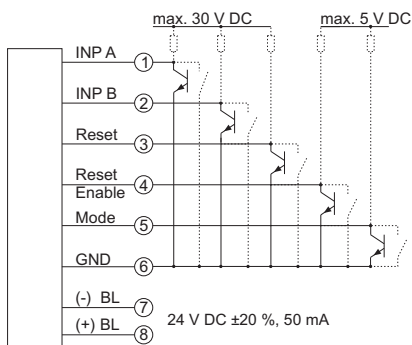 max. 30 V DC
max. 5 V DC
INP A 1
INP B 2
Reset 3
Reset
Enable 4
Mode 5
GND 6
(-) BL 7
(+) BL 8
24 V DC ±20 %, 50 mA